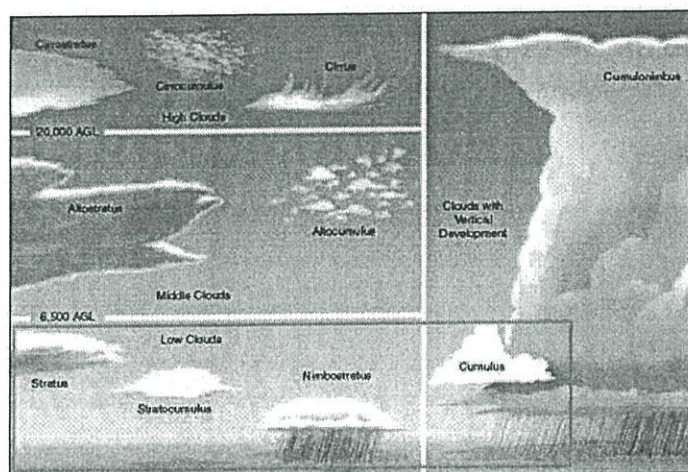 Cirrostratus
Cirrocumulus
Cirrus
High Clouds
20,000 AGL
Altostratus
Altocumulus
Middle Clouds
6,500 AGL
Low Clouds
Stratus
Stratocumulus
Nimbostratus
Cumulonimbus
Clouds with
Vertical
Development
Cumulus